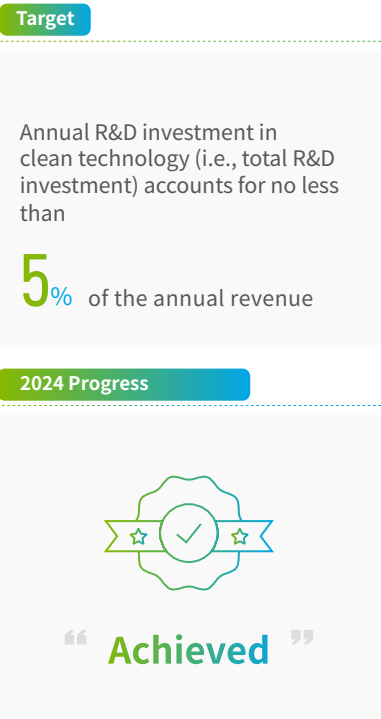 Target
Annual R&D investment in
clean technology (i.e., total R&D
investment) accounts for no less
than
5% of the annual revenue
2024 Progress
“ Achieved ”